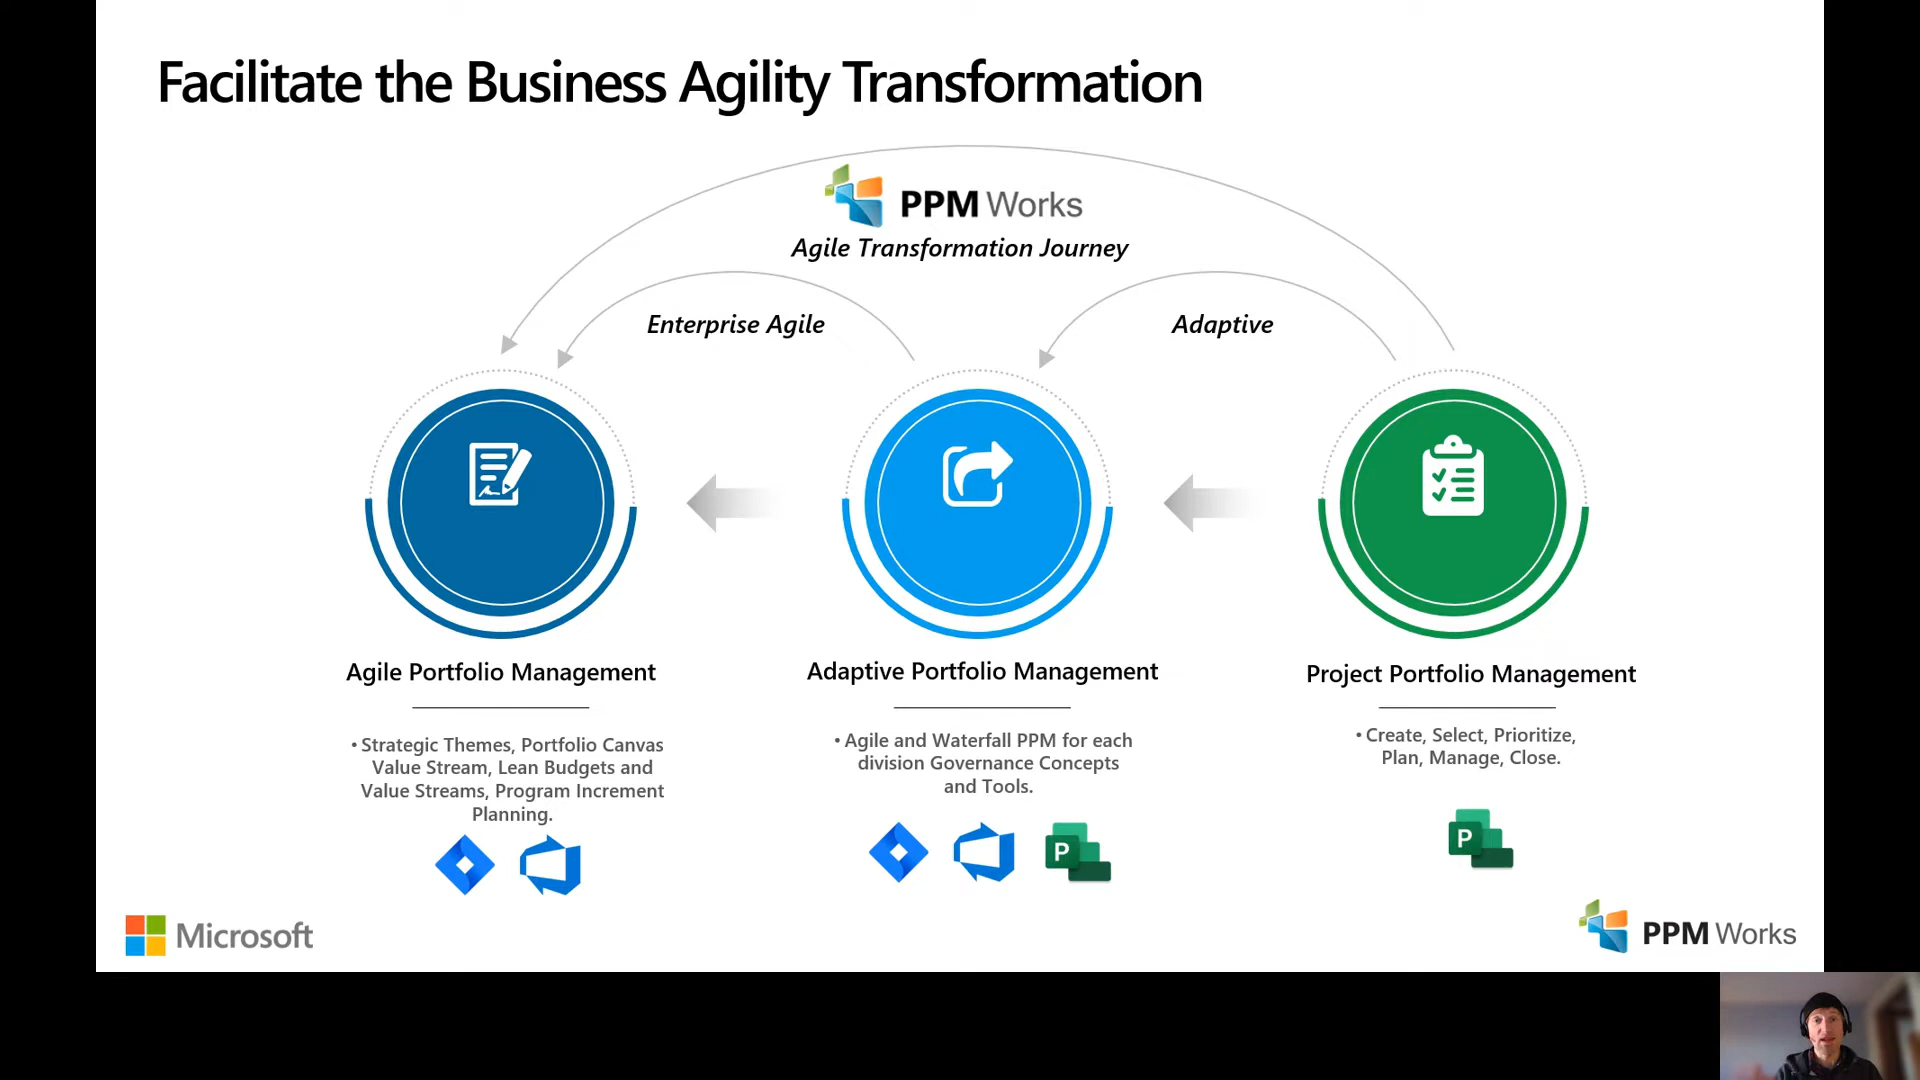 Facilitate the Business Agility Transformation
PPM Works
Agile Transformation Journey
Enterprise Agile
Adaptive
Agile Portfolio Management
• Strategic Themes, Portfolio Canvas
Value Stream, Lean Budgets and
Value Streams, Program Increment
Planning.
Adaptive Portfolio Management
• Agile and Waterfall PPM for each
division Governance Concepts
and Tools.
P
Project Portfolio Management
• Create, Select, Prioritize,
Plan, Manage, Close.
P
Microsoft
PPM Works